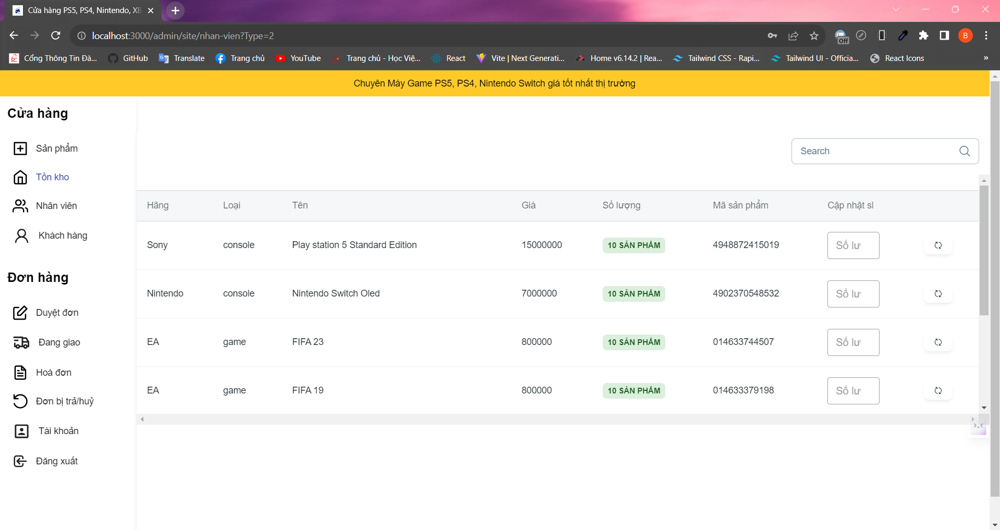 Cửa hàng PS5, PS4, Nintendo, XB
localhost:3000/admin/site/nhan-vien?Type=2
Off
B
Cổng Thông Tin Đà...
GitHub
Translate
Trang chủ
YouTube
Trang chủ - Học Việ...
React
Vite | Next Generati...
Home v6.14.2 | Rea...
Tailwind CSS - Rapi...
Tailwind UI - Officia...
React Icons
»
Chuyên Máy Game PS5, PS4, Nintendo Switch giá tốt nhất thị trường
Cửa hàng
Sản phẩm
Tồn kho
Nhân viên
Khách hàng
Đơn hàng
Duyệt đơn
Đang giao
Hoá đơn
Đơn bị trả/huỷ
Tài khoản
Đăng xuất
Search
Hãng Loại Tên Giá Số lượng Mã sản phẩm Cập nhật sl
Sony console Play station 5 Standard Edition 15000000 10 SẢN PHẨM 4948872415019 Số lư
Nintendo console Nintendo Switch Oled 7000000 10 SẢN PHẨM 4902370548532 Số lư
EA game FIFA 23 800000 10 SẢN PHẨM 014633744507 Số lư
EA game FIFA 19 800000 10 SẢN PHẨM 014633379198 Số lư